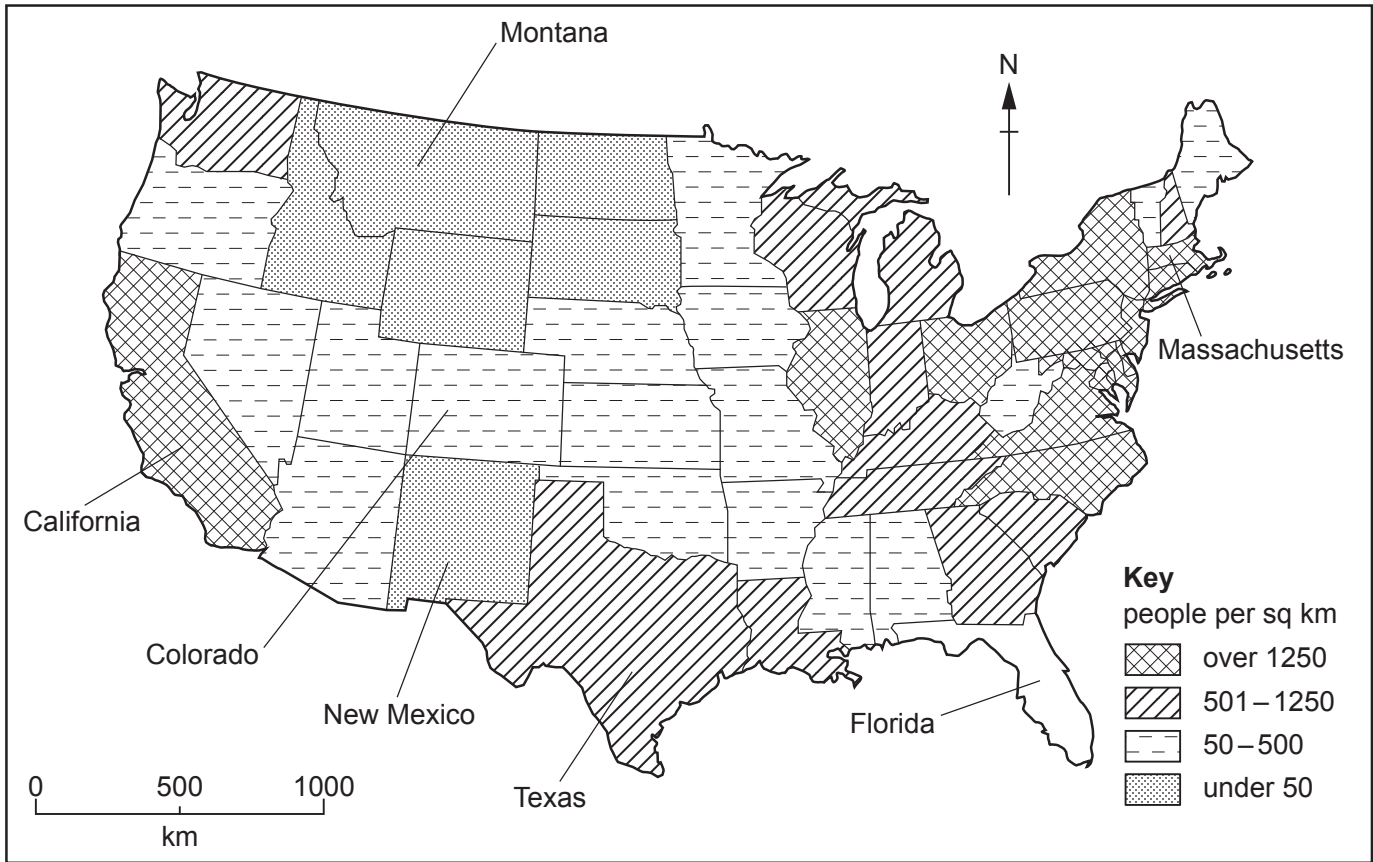 Montana
N
Massachusetts
California
Colorado
New Mexico
Texas
Florida
Key
people per sq km
over 1250
501–1250
50–500
under 50
0 500 1000
km